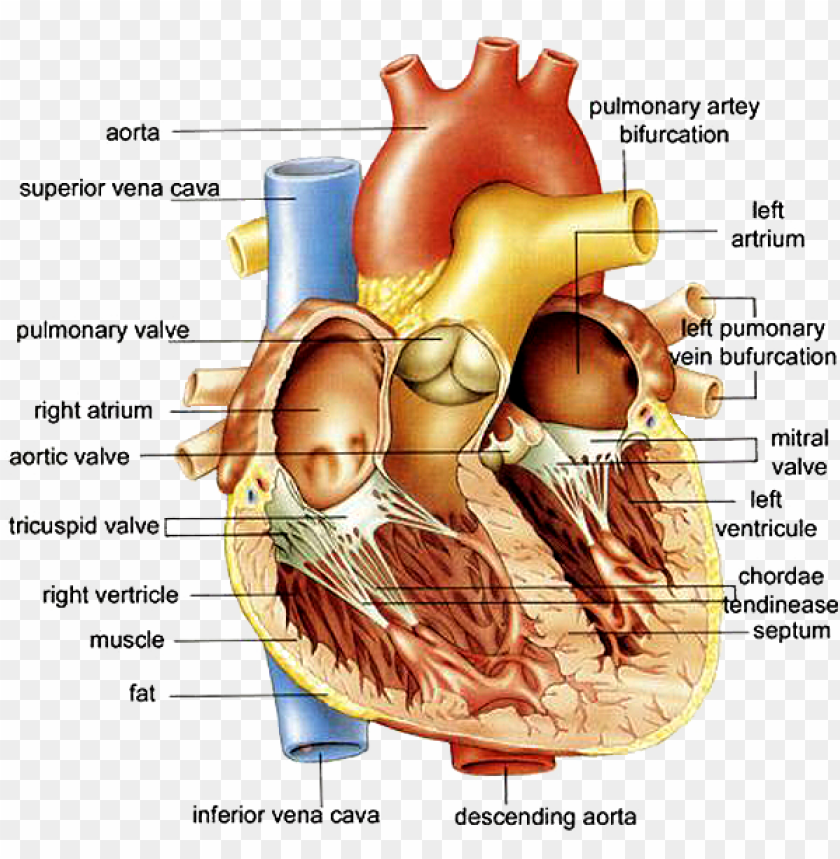 aorta
superior vena cava
pulmonary valve
right atrium
aortic valve
tricuspid valve
right vertricle
muscle
fat
inferior vena cava
descending aorta
pulmonary artey
bifurcation
left
artrium
left pumonary
vein bufurcation
mitral
valve
left
ventricule
chordae
tendinease
septum